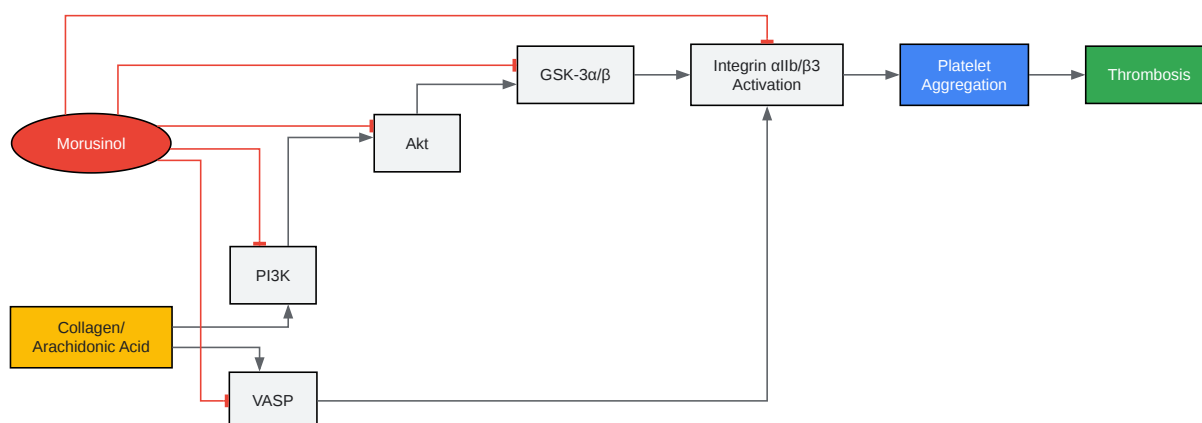 GSK-3α/β
Integrin αIIb/β3
Activation
Platelet
Aggregation
Thrombosis
Morusinol
Akt
PI3K
Collagen/
Arachidonic Acid
VASP